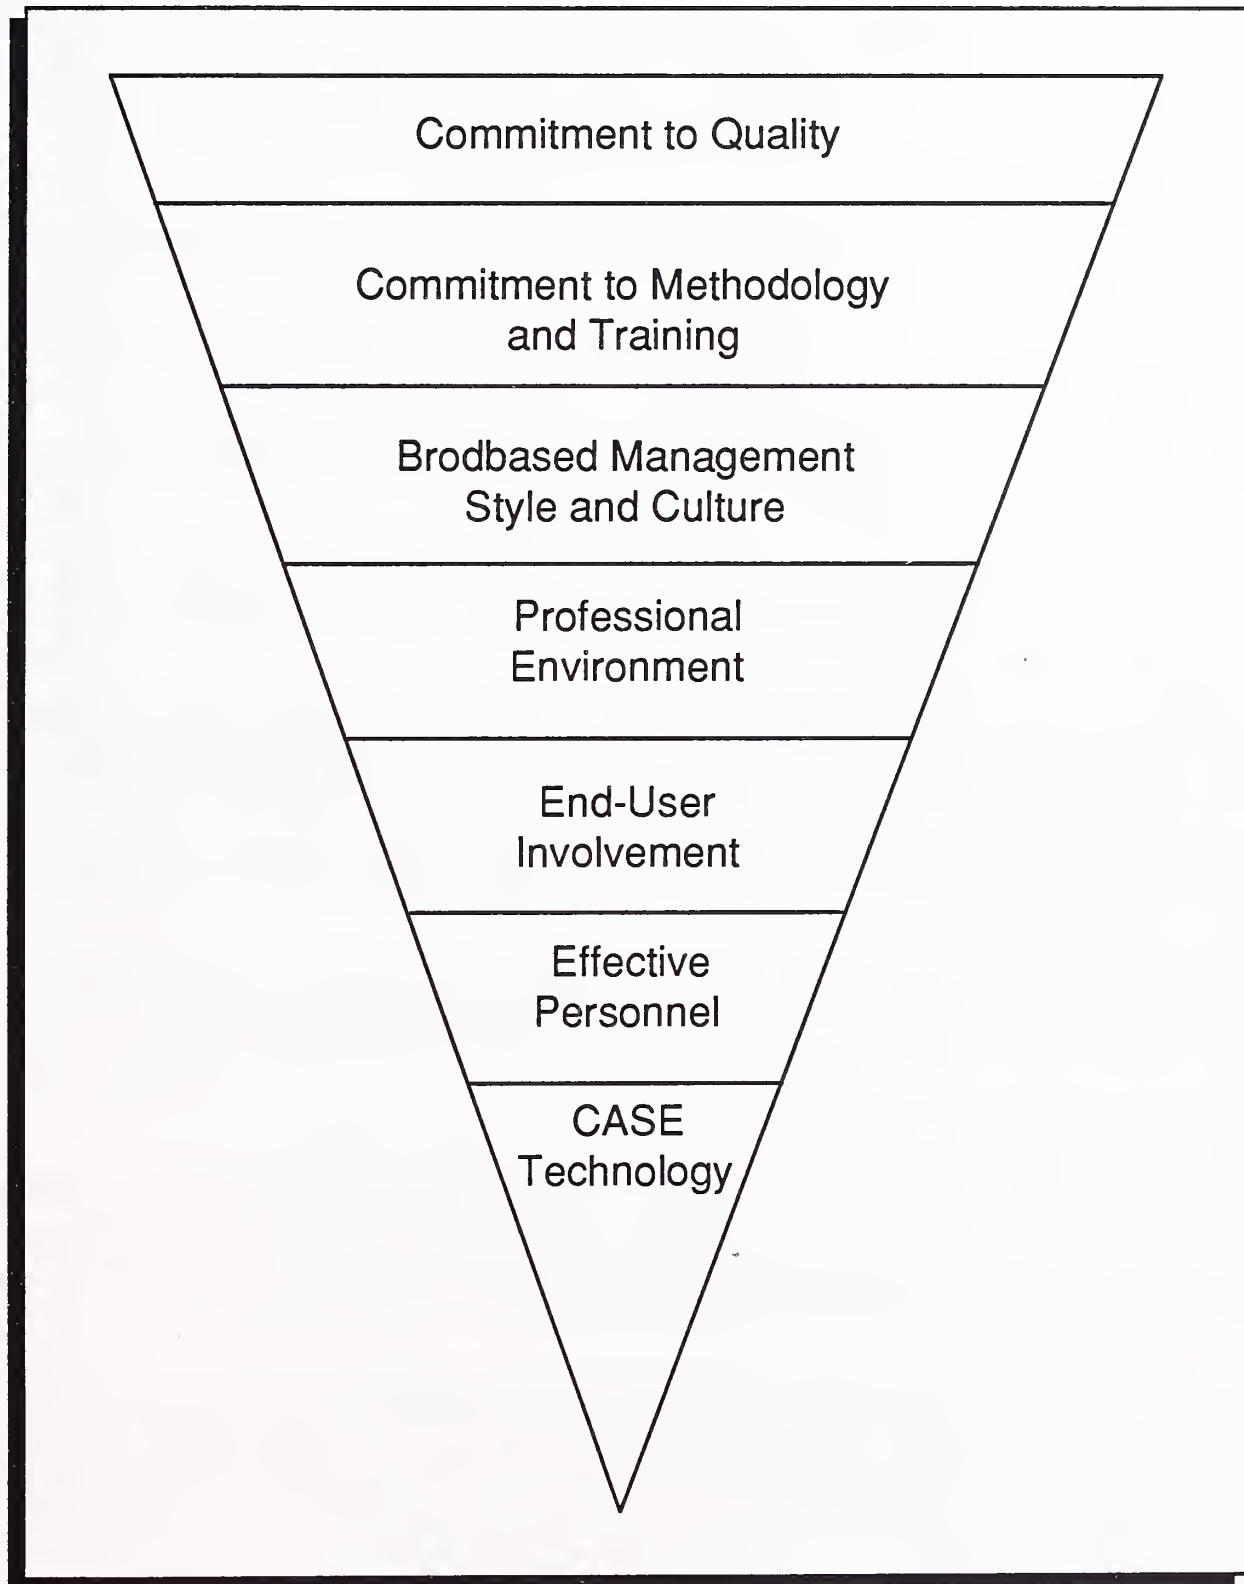 Commitment to Quality
Commitment to Methodology
and Training
Brodbased Management
Style and Culture
Professional
Environment
End-User
Involvement
Effective
Personnel
CASE
Technology